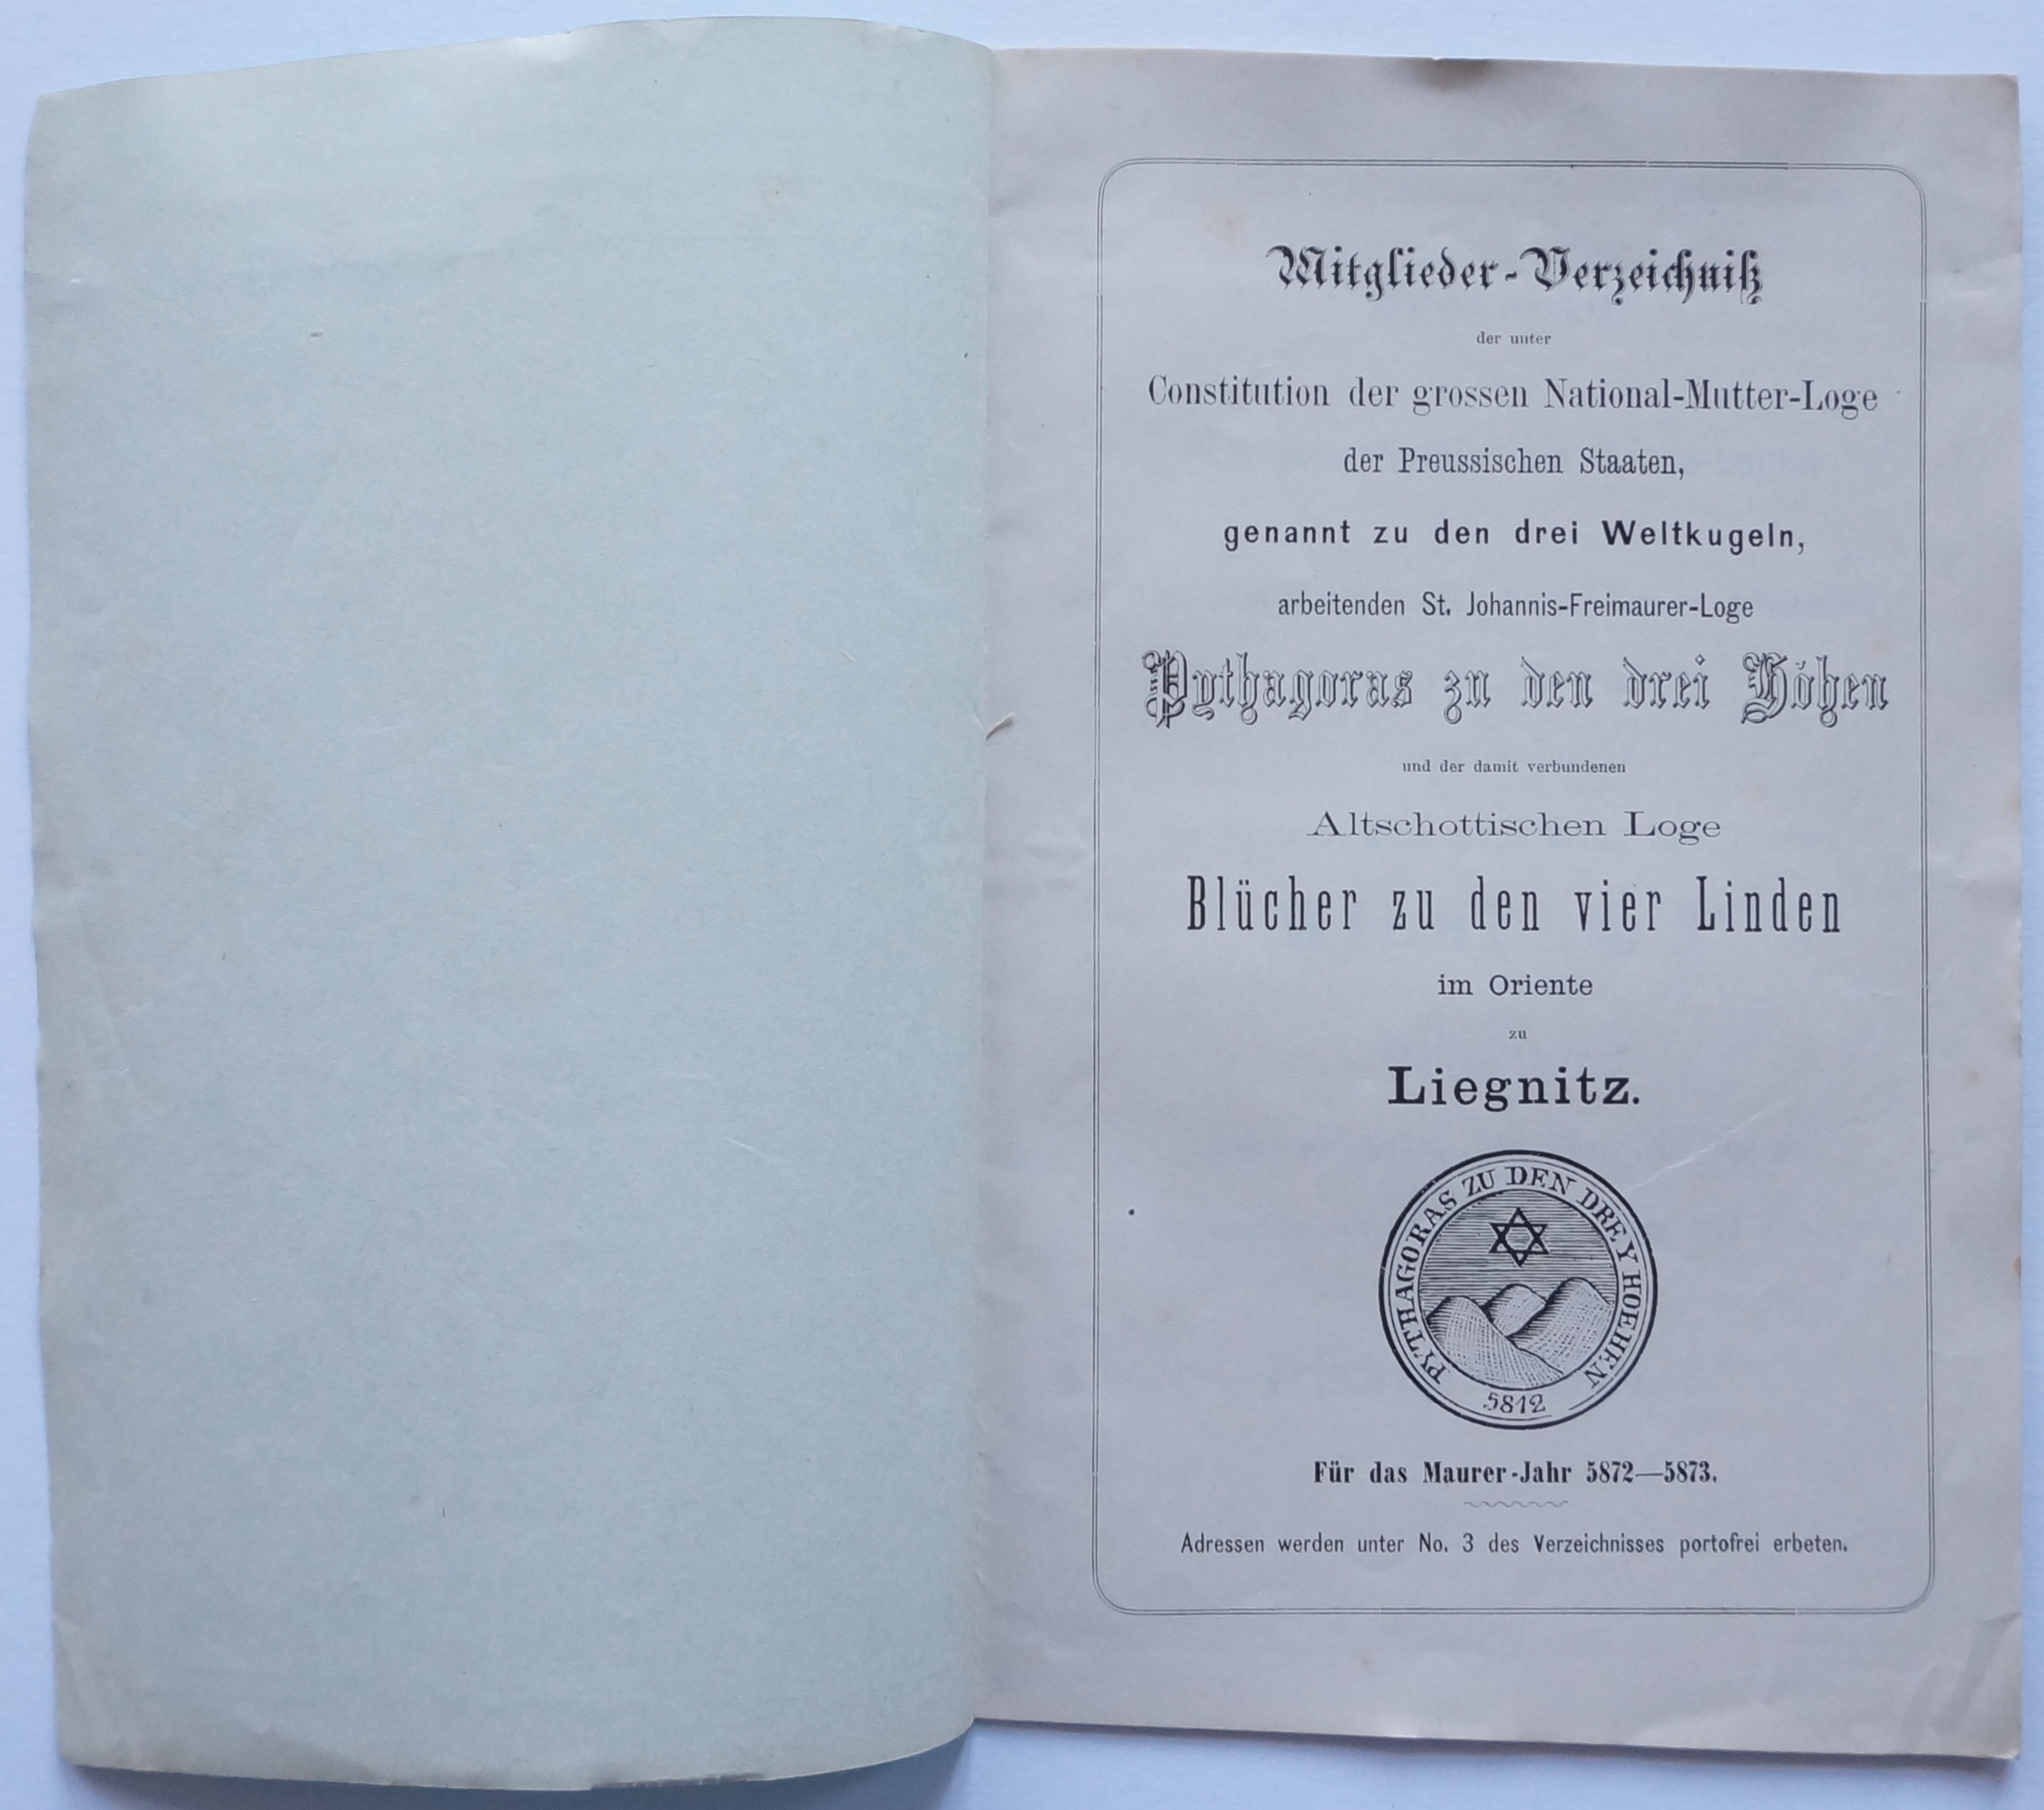 Mitglieder-Verzeichniß
der unter
Constitution der grossen National-Mutter-Loge
der Preussischen Staaten,
genannt zu den drei Weltkugeln,
arbeitenden St. Johannis-Freimaurer-Loge
Pythagoras zu den drei Höhen
und der damit verbundenen
Altschottischen Loge
Blücher zu den vier Linden
im Oriente
zu
Liegnitz.
PYTHAGORAS ZU DEN DREY HOEHEN
5812
Für das Maurer-Jahr 5872—5873.
Adressen werden unter No. 3 des Verzeichnisses portofrei erbeten.